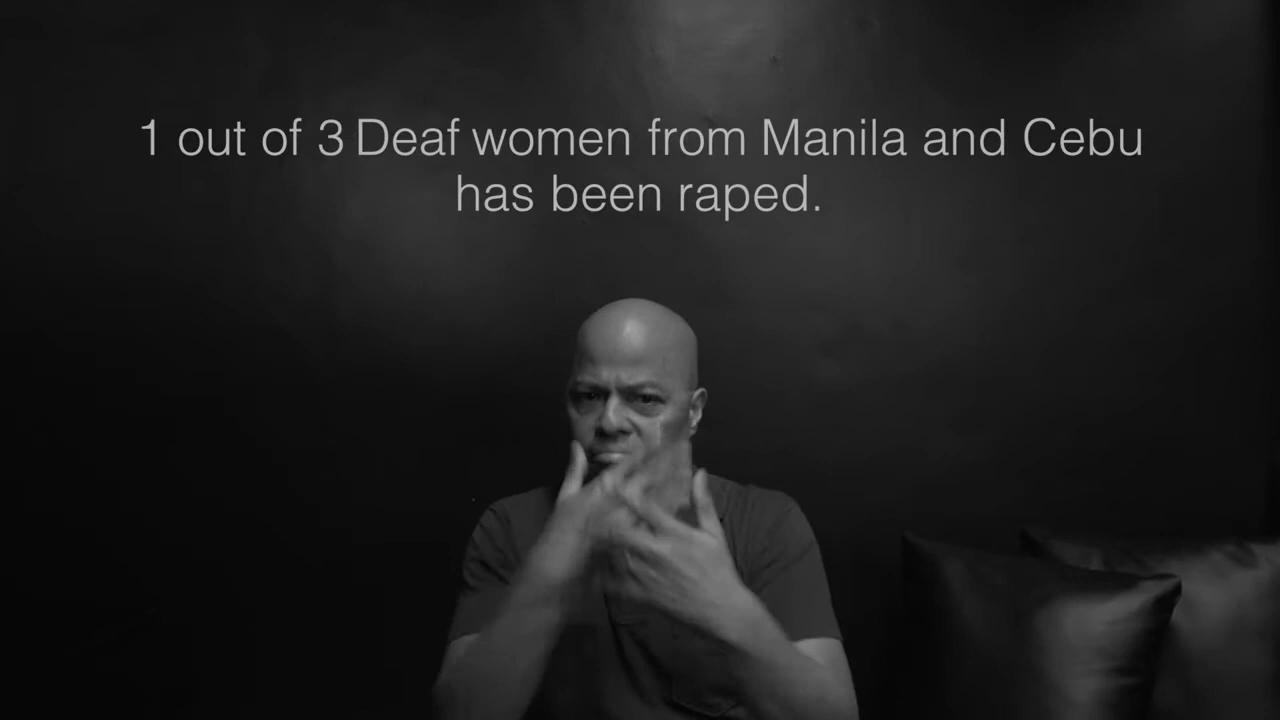 1 out of 3 Deaf women from Manila and Cebu
has been raped.